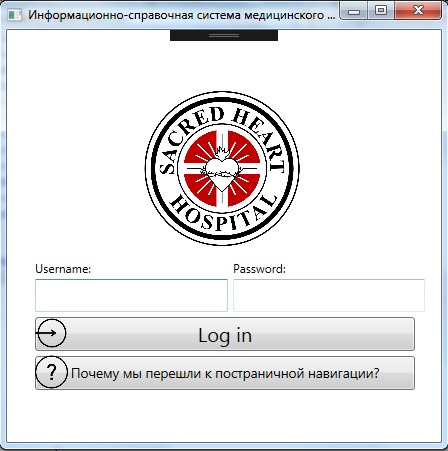 Информационно-справочная система медицинского ...
SACRED HEART
HOSPITAL
Username: Password:
Log in
? Почему мы перешли к постраничной навигации?